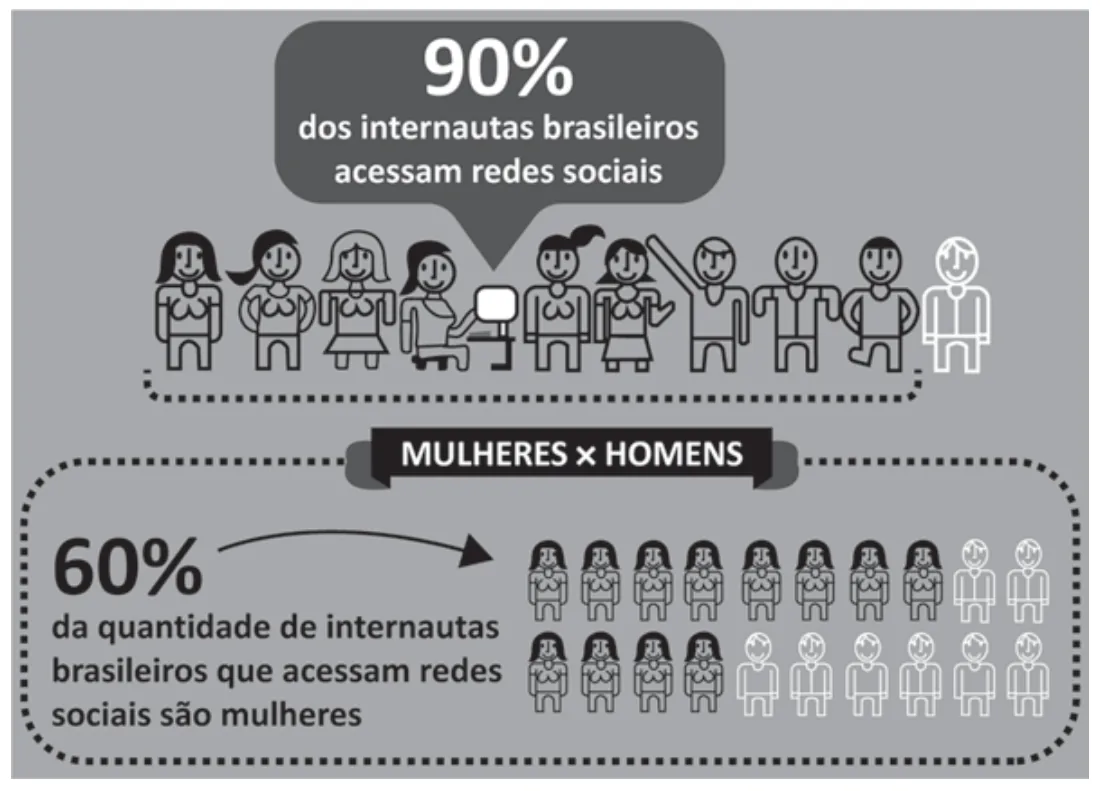 90%
dos internautas brasileiros
acessam redes sociais
MULHERES × HOMENS
60%
da quantidade de internautas
brasileiros que acessam redes
sociais são mulheres